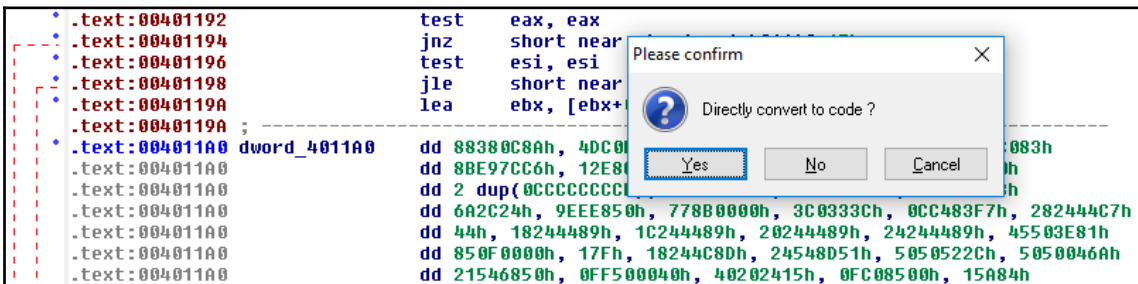 .text:00401192 test eax, eax
.text:00401194 jnz short near
.text:00401196 test esi, esi
.text:00401198 jle short near
.text:0040119A lea ebx, [ebx+
.text:0040119A ; ---------------------------------------------------------------------------
.text:004011A0 dword_4011A0 dd 88380C8Ah, 083h
.text:004011A0 dd 8BE97CC6h,
.text:004011A0 dd 2 dup(
.text:004011A0 dd 6A2C24h, 9EEE850h, 778B0000h, 3C0333Ch, 0CC483F7h, 282444C7h
.text:004011A0 dd 44h, 18244489h, 1C244489h, 20244489h, 24244489h, 45503E81h
.text:004011A0 dd 850F0000h, 17Fh, 18244C8Dh, 24548D51h, 5050522Ch, 5050046Ah
.text:004011A0 dd 21546850h, 0FF500040h, 40202415h, 0FC08500h, 15A84h
Please confirm
Directly convert to code ?
Yes No Cancel